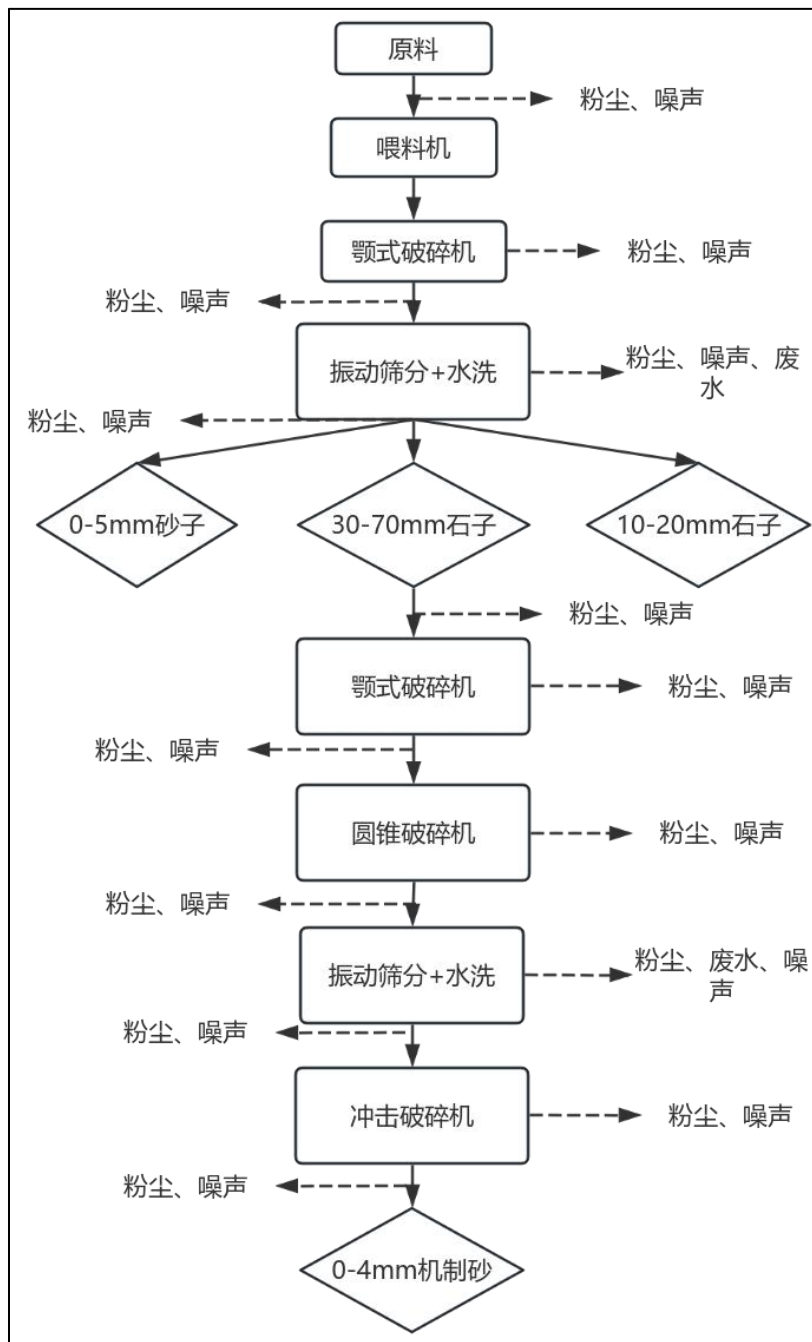 原料
粉尘、噪声
喂料机
颚式破碎机
粉尘、噪声
粉尘、噪声
振动筛分+水洗
粉尘、噪声、废
水
粉尘、噪声
0-5mm砂子
30-70mm石子
10-20mm石子
粉尘、噪声
颚式破碎机
粉尘、噪声
粉尘、噪声
圆锥破碎机
粉尘、噪声
粉尘、噪声
振动筛分+水洗
粉尘、废水、噪
声
粉尘、噪声
冲击破碎机
粉尘、噪声
粉尘、噪声
0-4mm机制砂